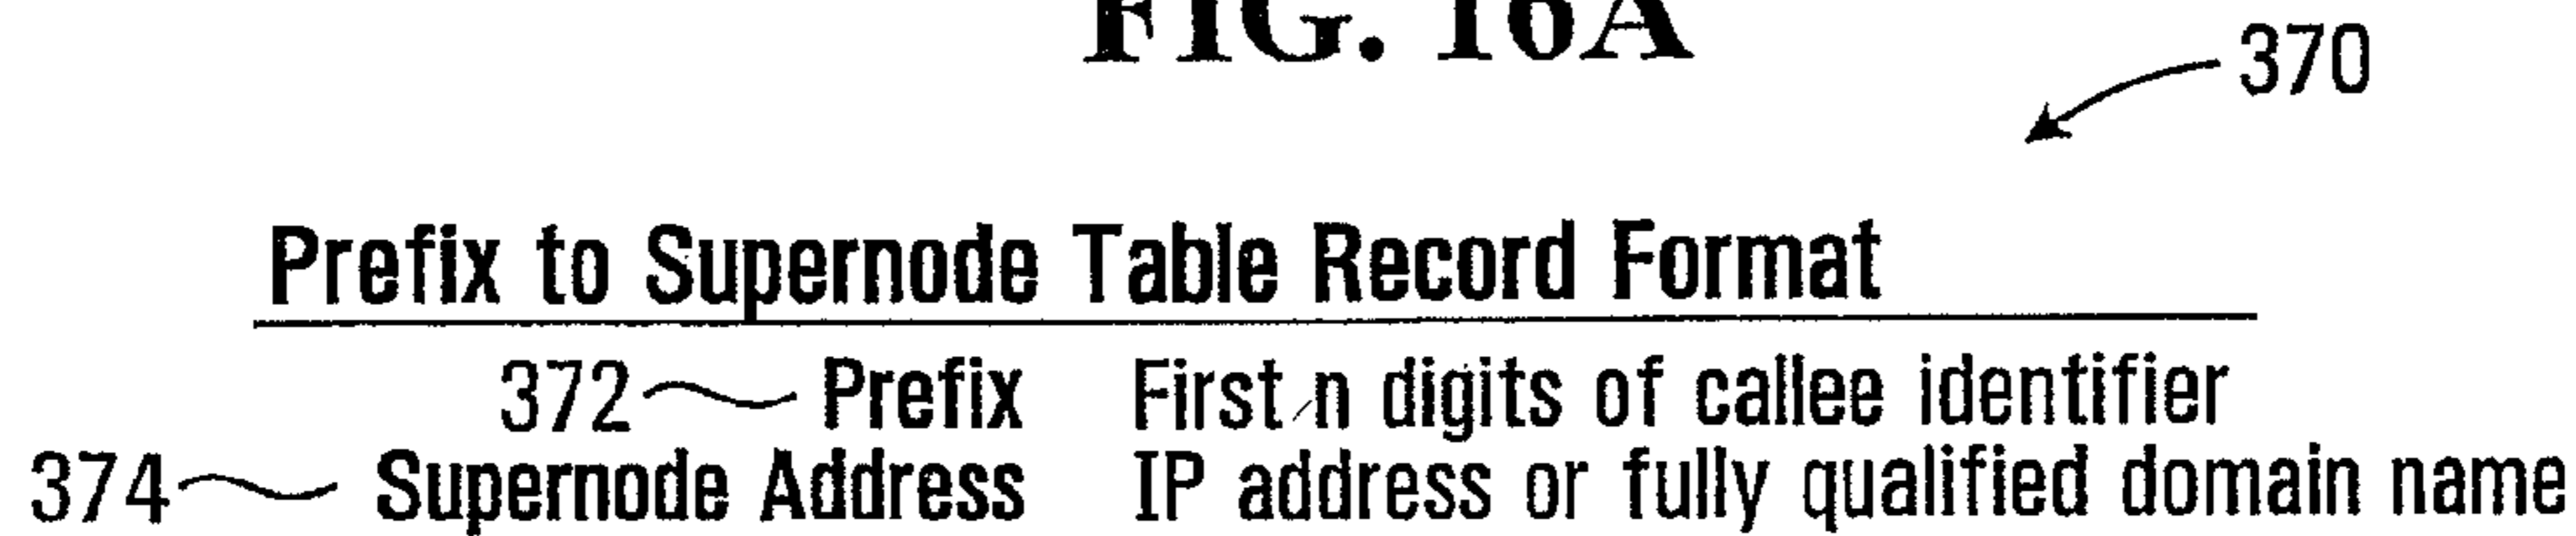 FIG. 16A
370
Prefix to Supernode Table Record Format
372 Prefix First n digits of callee identifier
374 Supernode Address IP address or fully qualified domain name